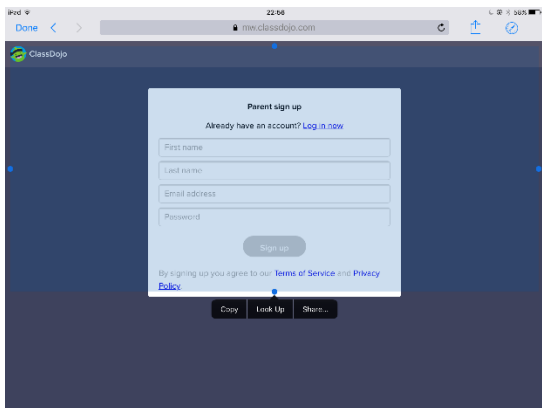 iPad 22:56 58%
Done mw.classdojo.com
ClassDojo
Parent sign up
Already have an account? Log in now
First name
Last name
Email address
Password
Sign up
By signing up you agree to our Terms of Service and Privacy
Policy
Copy Look Up Share...